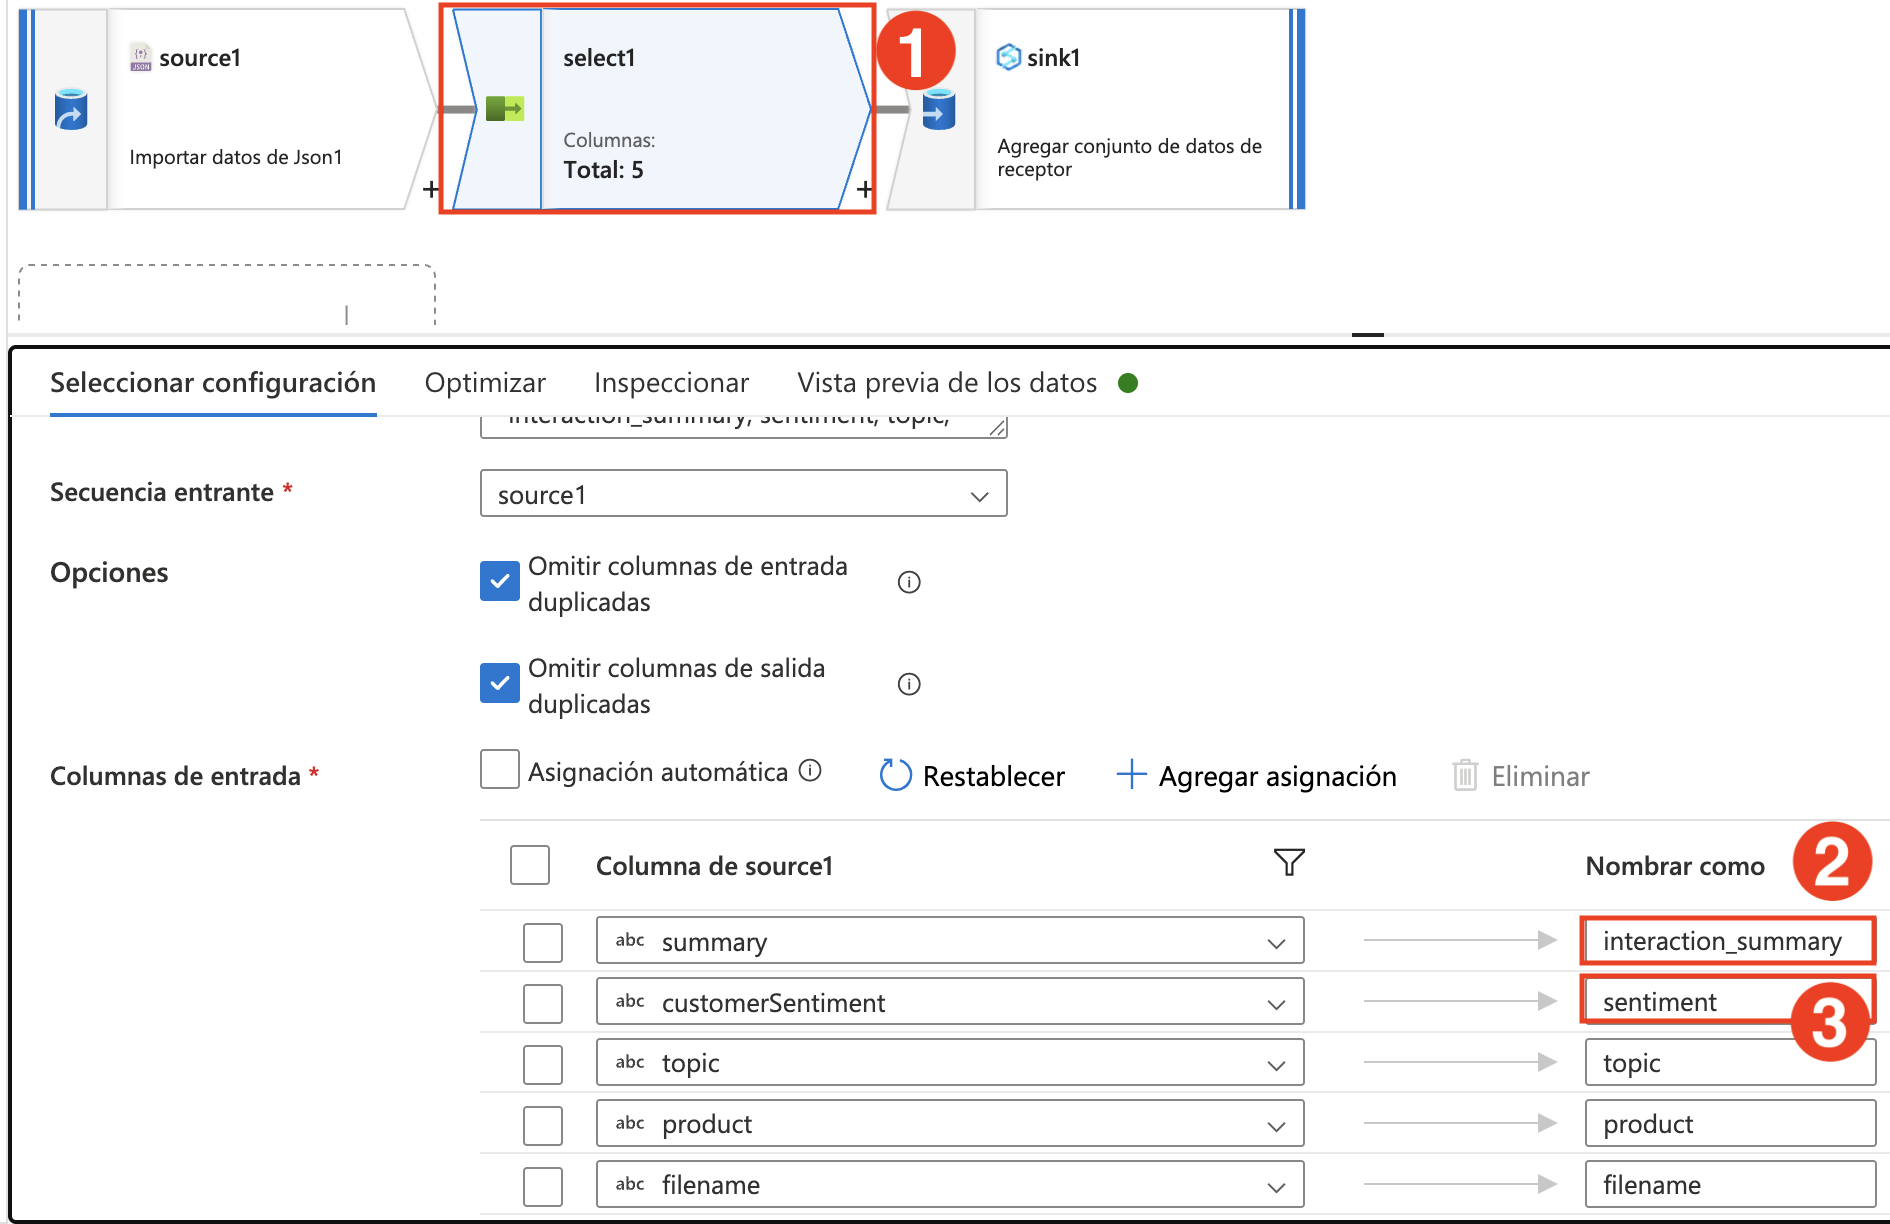 source1
Importar datos de Json1
+
select1
Columnas:
Total: 5
+
1
sink1
Agregar conjunto de datos de
receptor
Seleccionar configuración
Optimizar
Inspeccionar
Vista previa de los datos
interaction_summary, sentiment, topic,
Secuencia entrante *
source1
Opciones
Omitir columnas de entrada
duplicadas
Omitir columnas de salida
duplicadas
Columnas de entrada *
Asignación automática
Restablecer
Agregar asignación
Eliminar
Columna de source1
Nombrar como
2
abc summary
interaction_summary
abc customerSentiment
sentiment
3
abc topic
topic
abc product
product
abc filename
filename